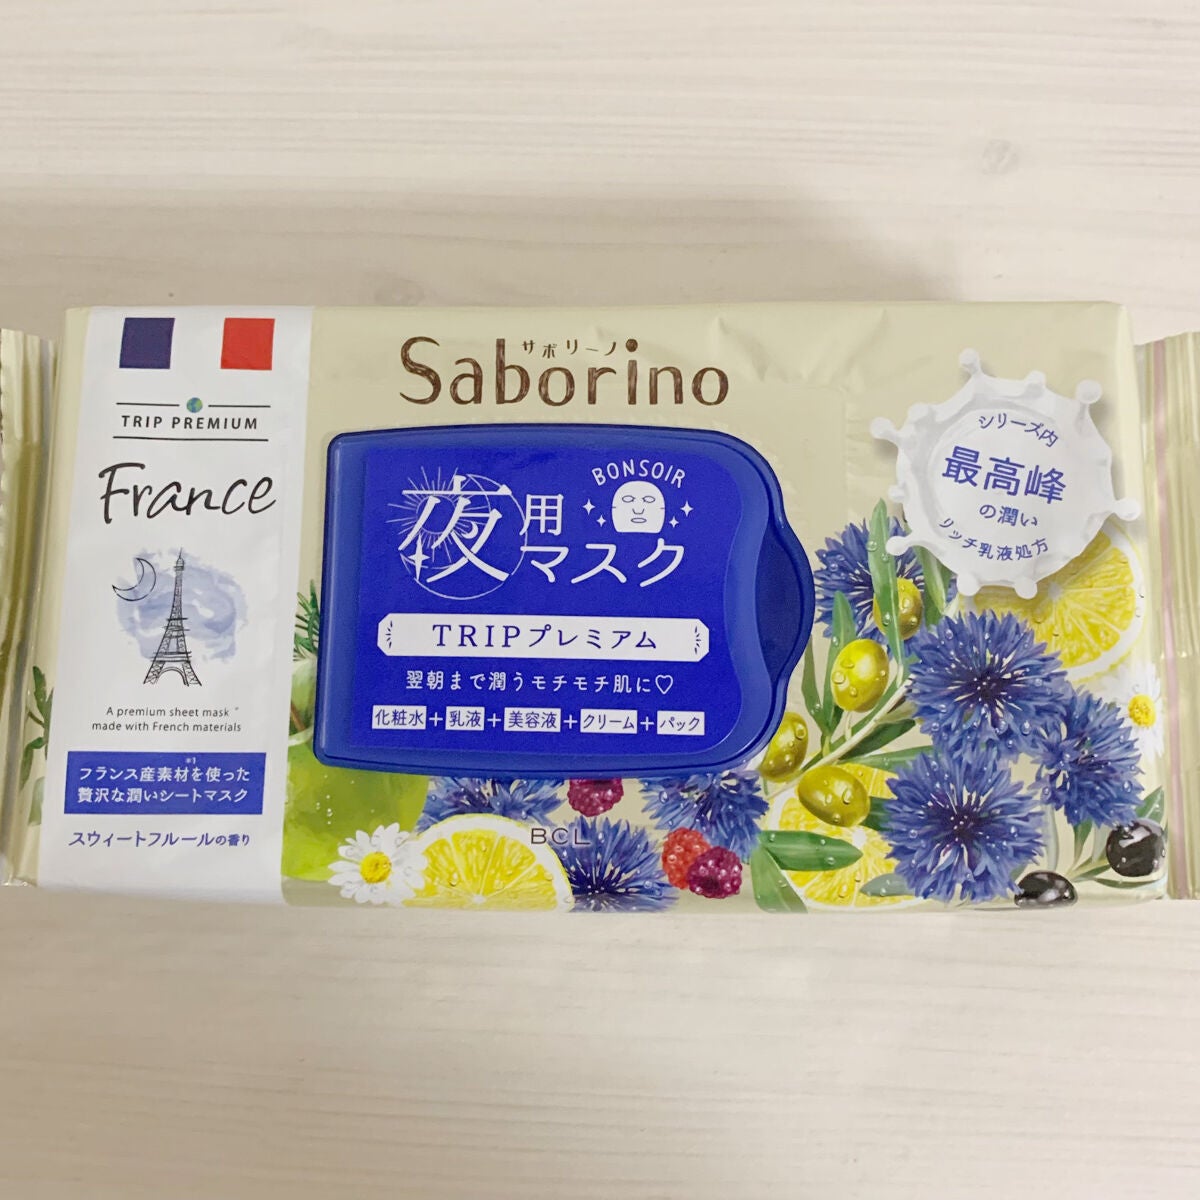 TRIP PREMIUM
France
A premium sheet mask
made with French materials
※1
フランス産素材を使った
贅沢な潤いシートマスク
スウィートフルールの香り
サボリーノ
Saborino
BONSOIR
夜用
マスク
TRIPプレミアム
翌朝まで潤うモチモチ肌に♡
化粧水+乳液+美容液+クリーム+パック
BCL
シリーズ内
最高峰
の潤い
リッチ乳液処方